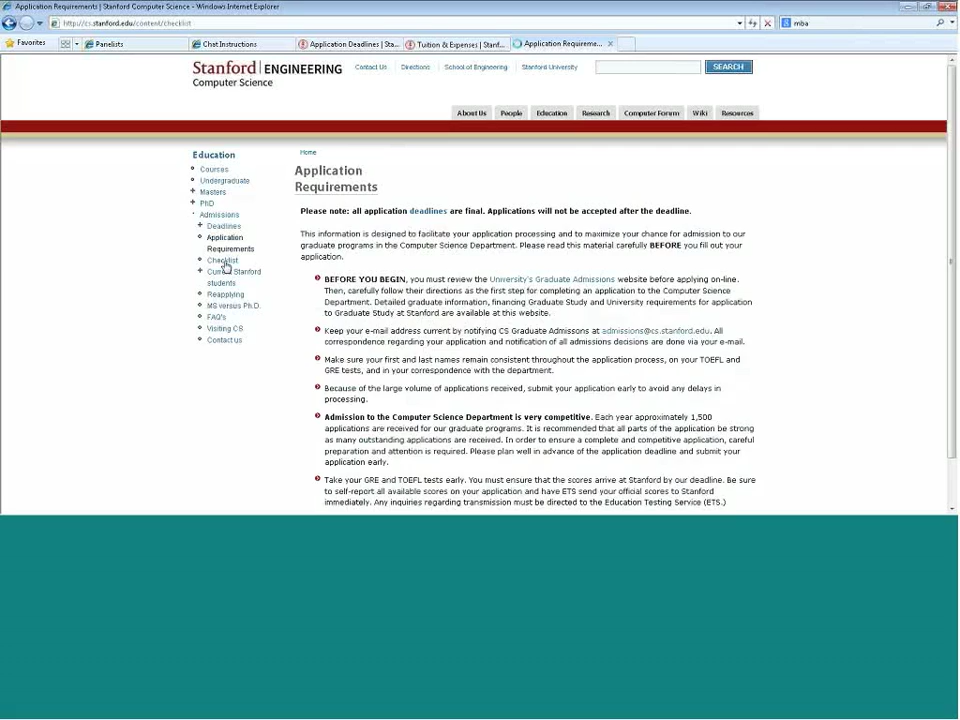 Application Requirements | Stanford Computer Science - Windows Internet Explorer
http://cs.stanford.edu/content/checklist
mba
Favorites
Panelists
Chat Instructions
Application Deadlines | Sta...
Tuition & Expenses | Stanf...
Application Requireme...
Stanford | ENGINEERING
Computer Science
Contact Us
Directions
School of Engineering
Stanford University
SEARCH
About Us
People
Education
Research
Computer Forum
Wiki
Resources
Education
Courses
Undergraduate
Masters
PhD
Admissions
Deadlines
Application
Requirements
Checklist
Current Stanford
students
Reapplying
MS versus Ph.D.
FAQ's
Visiting CS
Contact us
Home
Application
Requirements
Please note: all application deadlines are final. Applications will not be accepted after the deadline.
This information is designed to facilitate your application processing and to maximize your chance for admission to our
graduate programs in the Computer Science Department. Please read this material carefully BEFORE you fill out your
application.
BEFORE YOU BEGIN, you must review the University's Graduate Admissions website before applying on-line.
Then, carefully follow their directions as the first step for completing an application to the Computer Science
Department. Detailed graduate information, financing Graduate Study and University requirements for application
to Graduate Study at Stanford are available at this website.
Keep your e-mail address current by notifying CS Graduate Admissons at admissions@cs.stanford.edu. All
correspondence regarding your application and notification of all admissions decisions are done via your e-mail.
Make sure your first and last names remain consistent throughout the application process, on your TOEFL and
GRE tests, and in your correspondence with the department.
Because of the large volume of applications received, submit your application early to avoid any delays in
processing.
Admission to the Computer Science Department is very competitive. Each year approximately 1,500
applications are received for our graduate programs. It is recommended that all parts of the application be strong
as many outstanding applications are received. In order to ensure a complete and competitive application, careful
preparation and attention is required. Please plan well in advance of the application deadline and submit your
application early.
Take your GRE and TOEFL tests early. You must ensure that the scores arrive at Stanford by our deadline. Be sure
to self-report all available scores on your application and have ETS send your official scores to Stanford
immediately. Any inquiries regarding transmission must be directed to the Education Testing Service (ETS.)